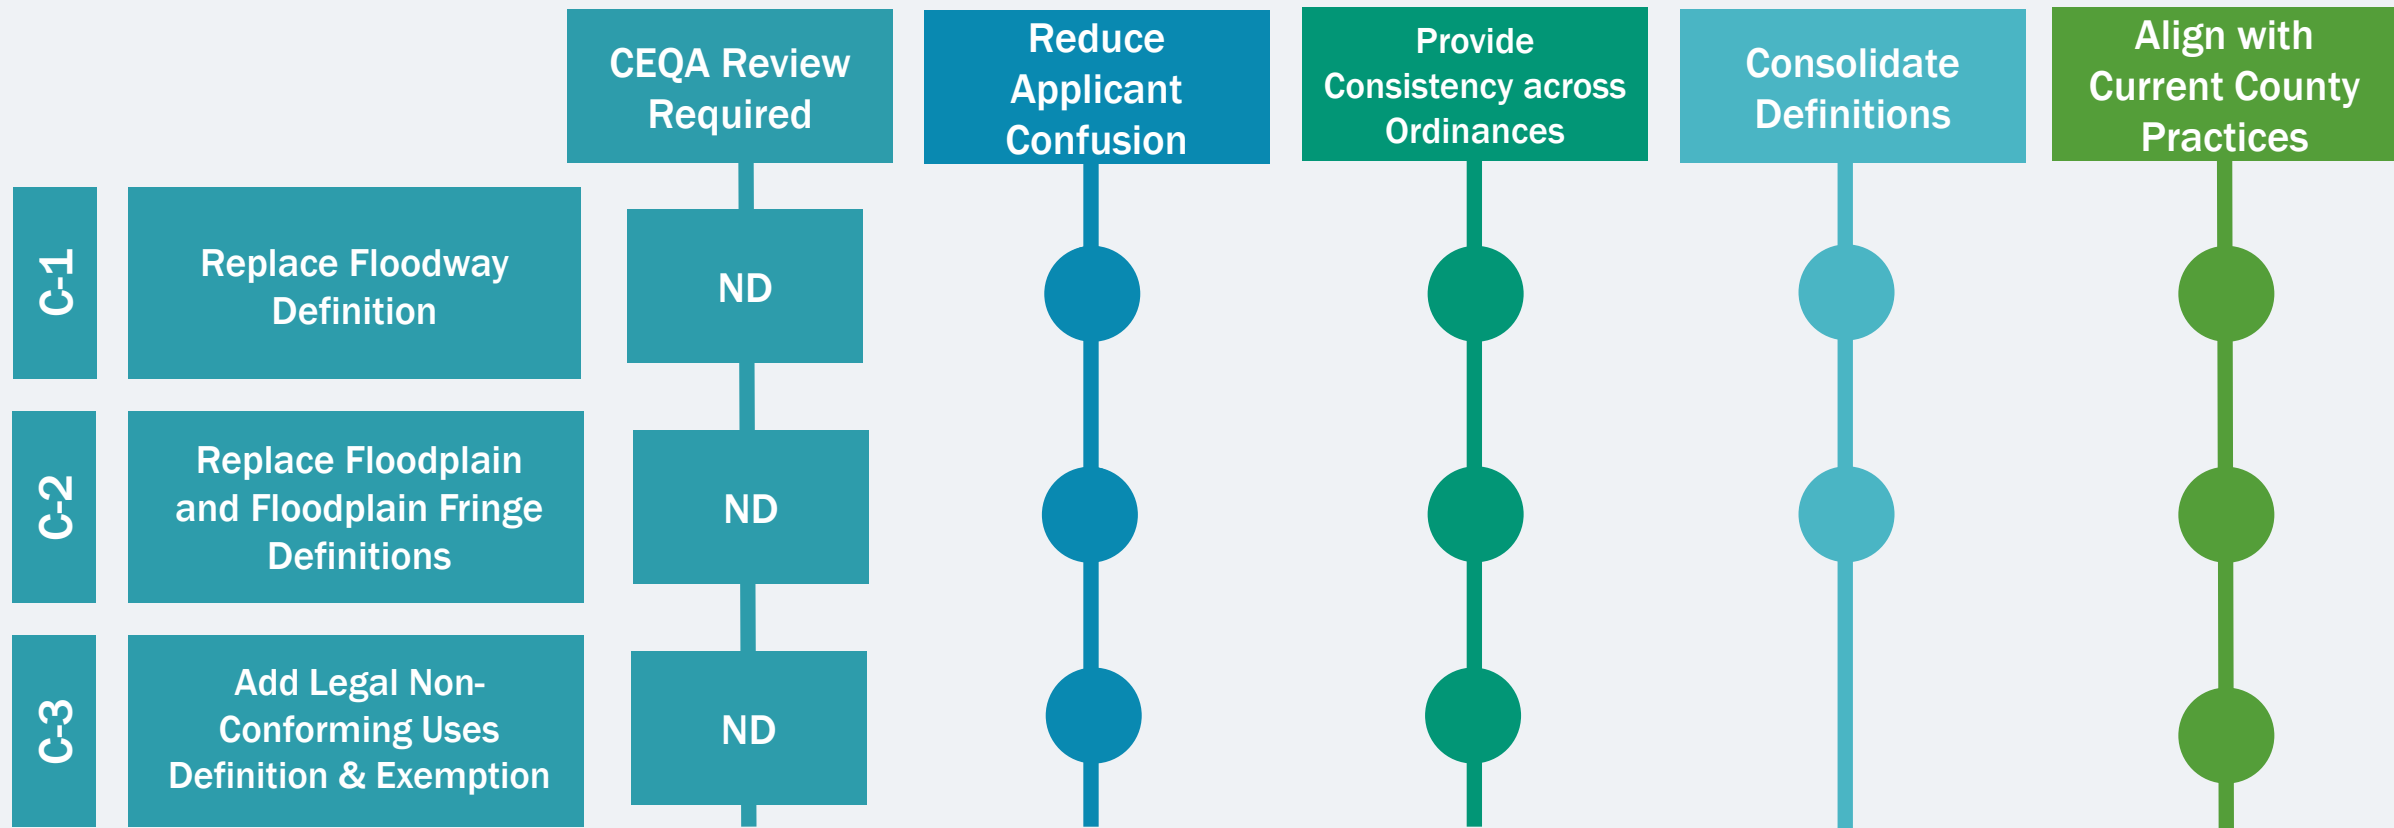 CEQA Review
Required
Reduce
Applicant
Confusion
Provide
Consistency across
Ordinances
Consolidate
Definitions
Align with
Current County
Practices
C-1
Replace Floodway
Definition
ND
C-2
Replace Floodplain
and Floodplain Fringe
Definitions
ND
C-3
Add Legal Non-
Conforming Uses
Definition & Exemption
ND